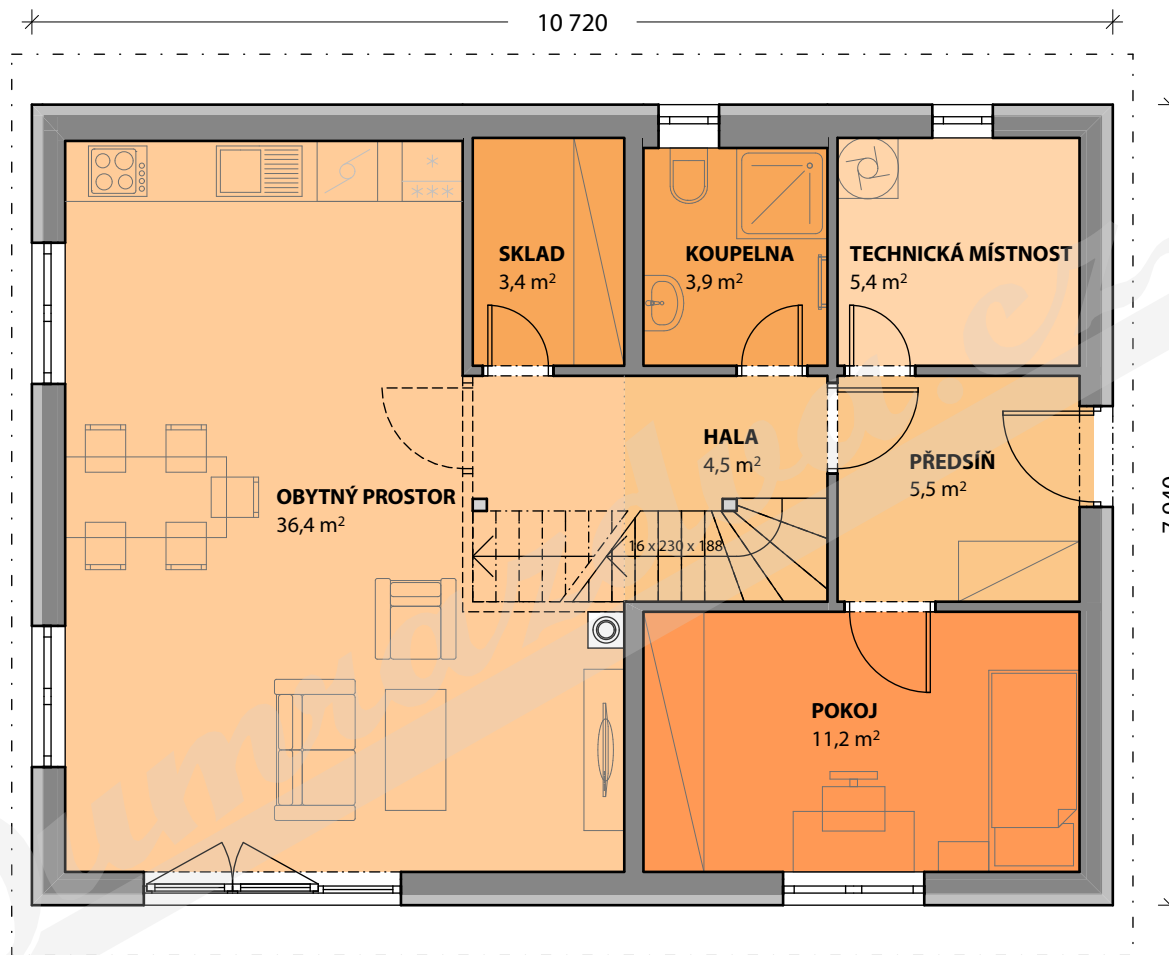 10 720
SKLAD
3,4 m²
KOUPELNA
3,9 m²
TECHNICKÁ MÍSTNOST
5,4 m²
HALA
4,5 m²
PŘEDSÍŇ
5,5 m²
OBYTNÝ PROSTOR
36,4 m²
16 x 230 x 188
POKOJ
11,2 m²